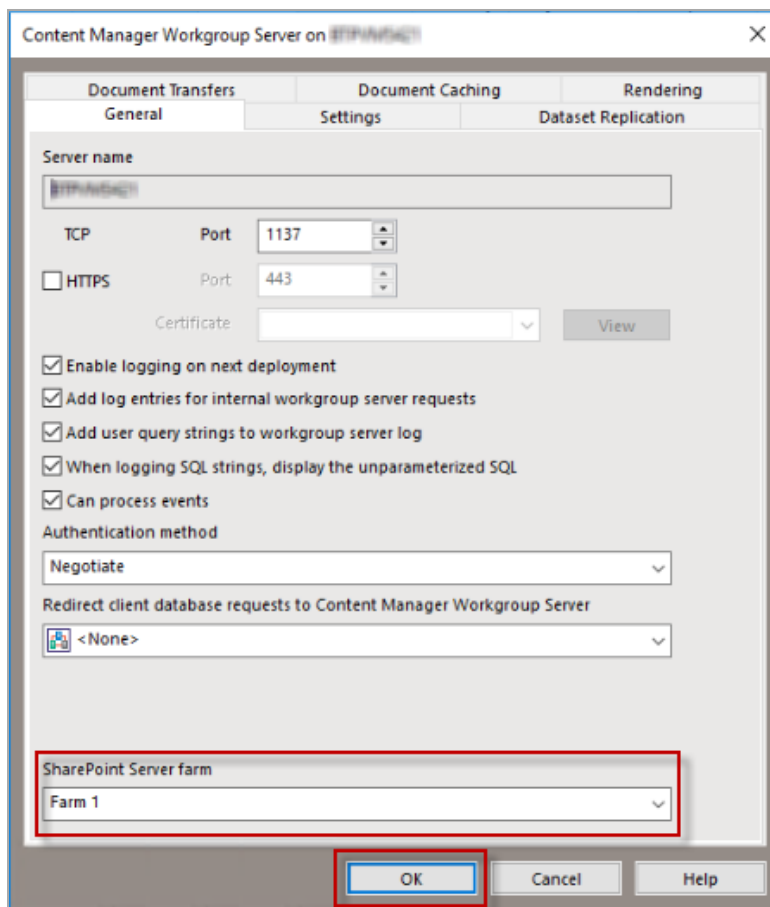 Content Manager Workgroup Server on
Document Transfers Document Caching Rendering
General Settings Dataset Replication
Server name
TCP Port 1137
HTTPS Port 443
Certificate View
Enable logging on next deployment
Add log entries for internal workgroup server requests
Add user query strings to workgroup server log
When logging SQL strings, display the unparameterized SQL
Can process events
Authentication method
Negotiate
Redirect client database requests to Content Manager Workgroup Server
<None>
SharePoint Server farm
Farm 1
OK Cancel Help